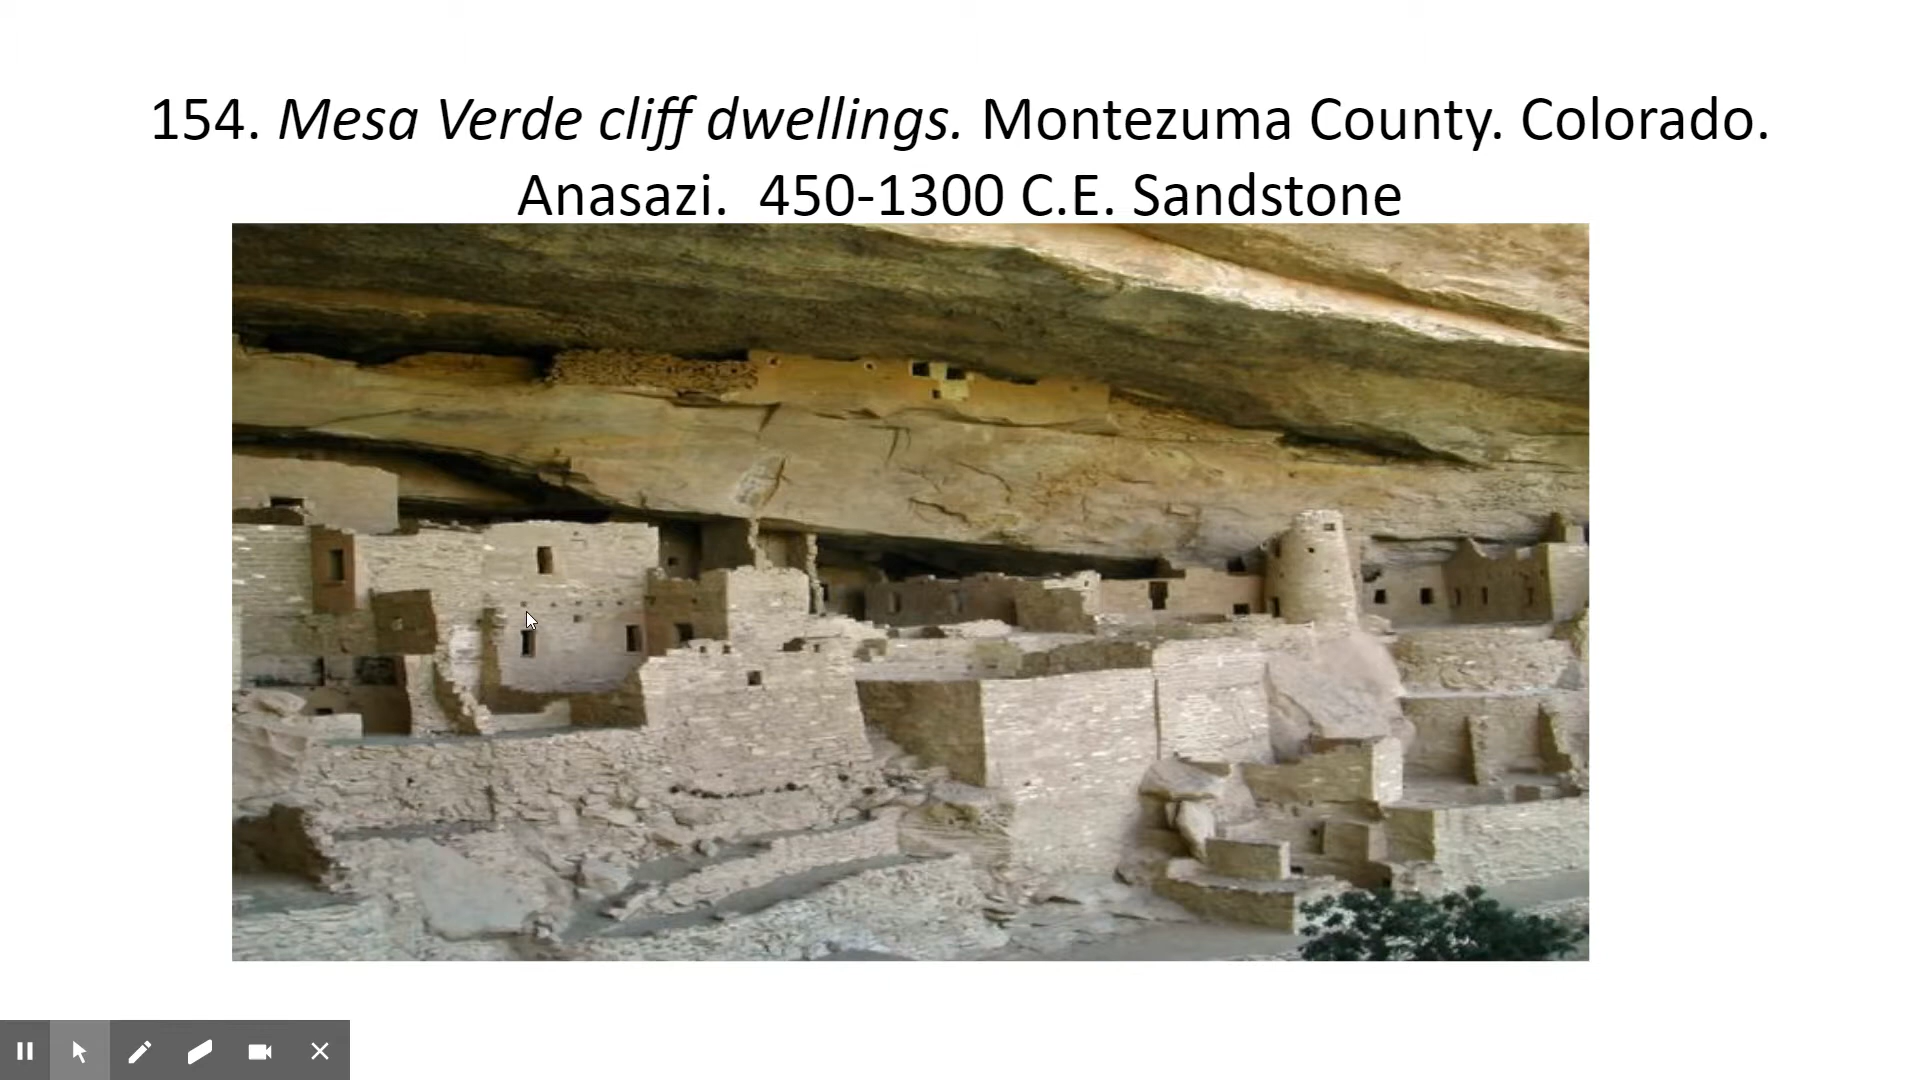 154. Mesa Verde cliff dwellings. Montezuma County. Colorado.
Anasazi.  450-1300 C.E. Sandstone